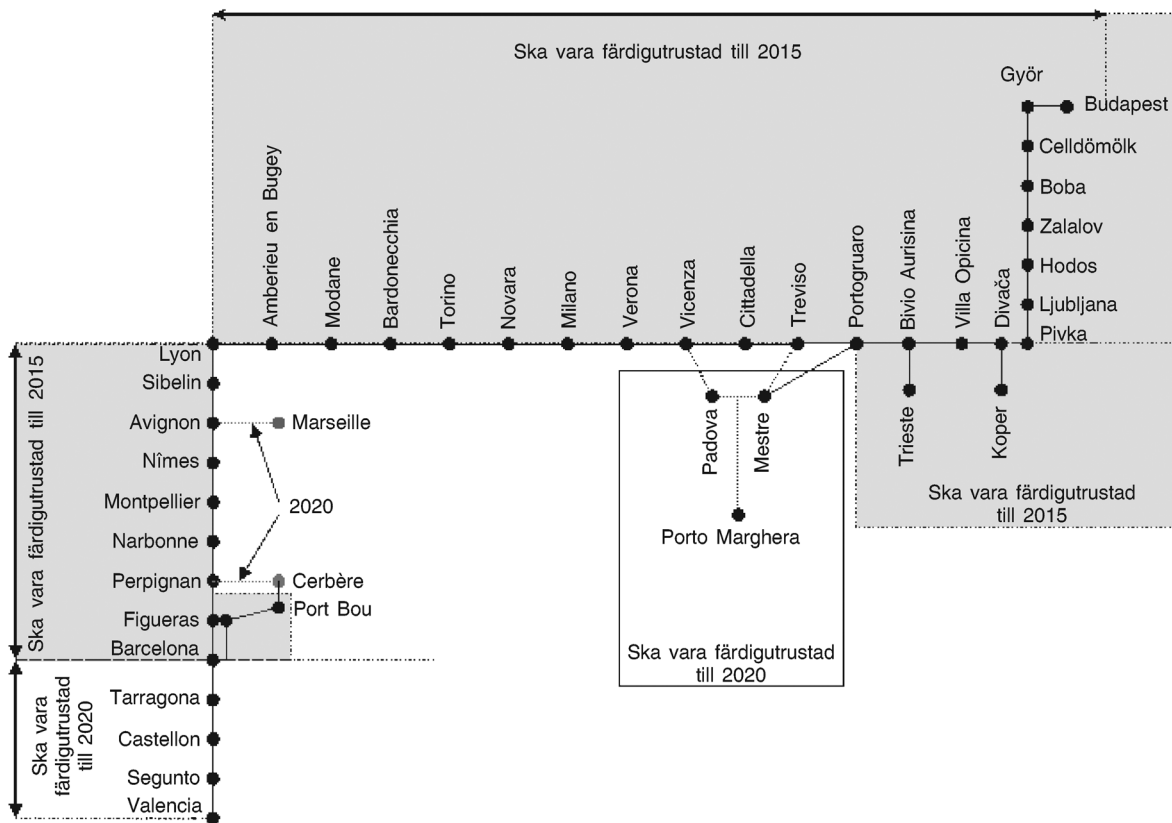 Ska vara färdigutrustad till 2015
Györ
Budapest
Celldömölk
Boba
Zalalov
Hodos
Ljubljana
Pivka
Amberieu en Bugey
Modane
Bardonecchia
Torino
Novara
Milano
Verona
Vicenza
Cittadella
Treviso
Portogruaro
Bivio Aurisina
Villa Opicina
Divača
Lyon
Sibelin
Avignon
Marseille
Nîmes
Montpellier
2020
Narbonne
Perpignan
Cerbère
Port Bou
Figueras
Barcelona
Tarragona
Castellon
Segunto
Valencia
Ska vara färdigutrustad till 2015
Ska vara
färdigutrustad
till 2020
Padova
Mestre
Porto Marghera
Ska vara färdigutrustad
till 2020
Trieste
Koper
Ska vara färdigutrustad
till 2015